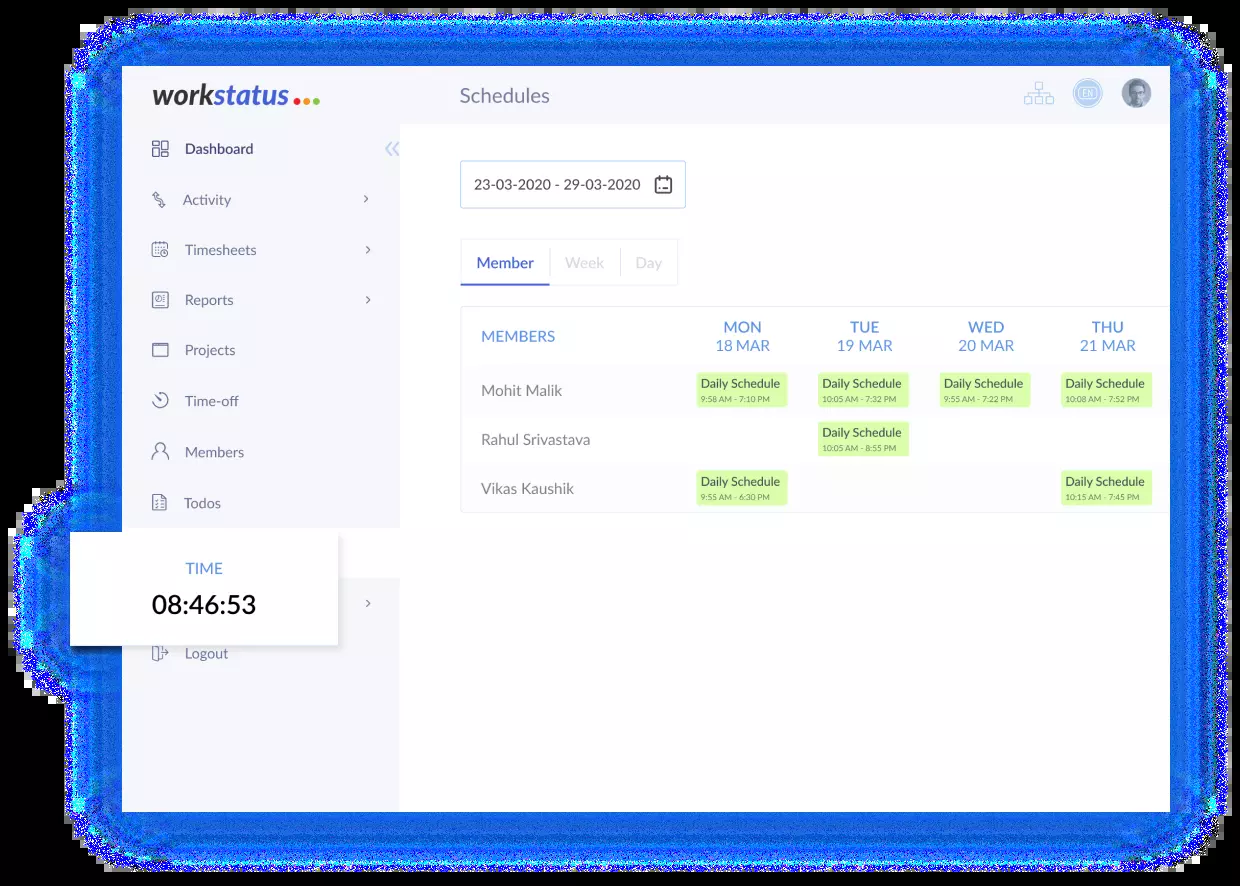 workstatus
Schedules
EN
Dashboard
Activity
Timesheets
Reports
Projects
Time-off
Members
Todos
TIME
08:46:53
Logout
23-03-2020 - 29-03-2020
Member Week Day
MEMBERS MON TUE WED THU
18 MAR 19 MAR 20 MAR 21 MAR
Mohit Malik Daily Schedule Daily Schedule Daily Schedule Daily Schedule
9:58 AM - 7:10 PM 10:05 AM - 7:32 PM 9:55 AM - 7:22 PM 10:08 AM - 7:52 PM
Rahul Srivastava Daily Schedule
10:05 AM - 8:55 PM
Vikas Kaushik Daily Schedule Daily Schedule
9:55 AM - 6:30 PM 10:15 AM - 7:45 PM